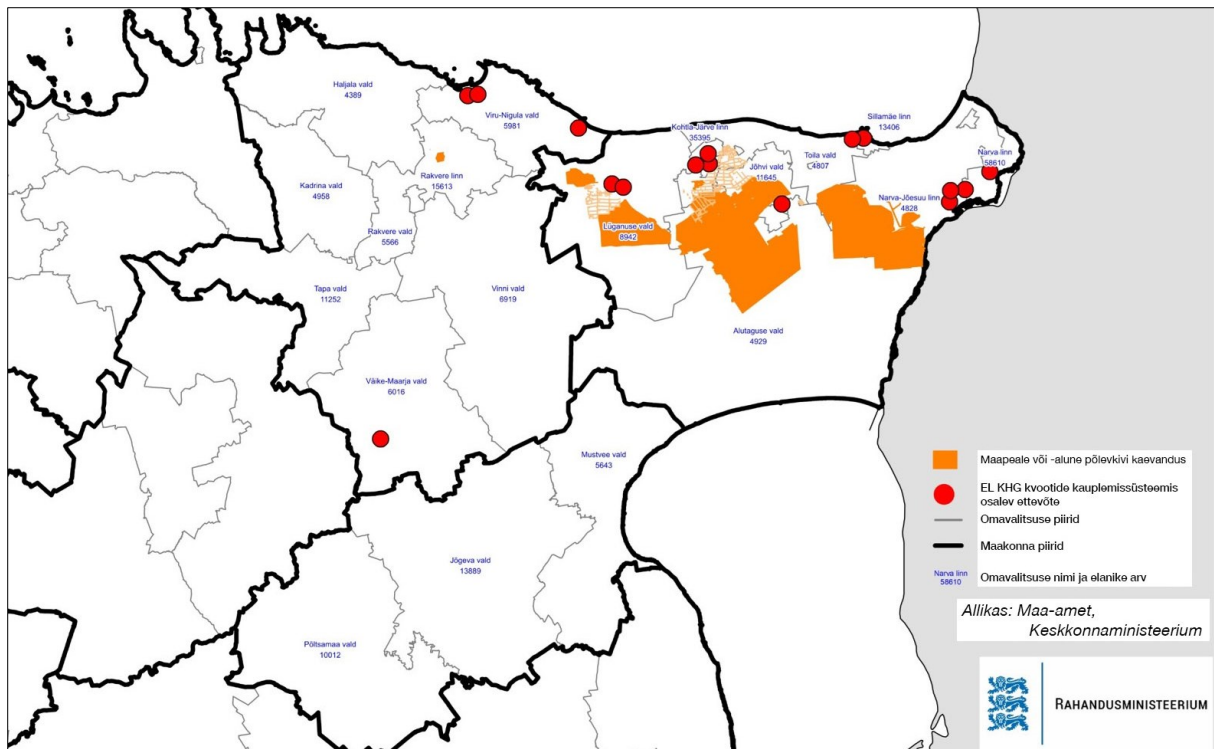 Haljala vald
4389
Viru-Nigula vald
5981
Kohtla-Järve linn
35395
Sillamäe linn
13406
Toila vald
4807
Narva linn
58610
Jõhvi vald
11645
Rakvere linn
15613
Kadrina vald
4958
Narva-Jõesuu linn
4828
Lüganuse vald
8942
Rakvere vald
5566
Tapa vald
11252
Vinni vald
6919
Alutaguse vald
4929
Väike-Maarja vald
6016
Mustvee vald
5643
Jõgeva vald
13889
Põltsamaa vald
10012
Maapeale või -alune põlevkivi kaevandus
EL KHG kvootide kauplemissüsteemis
osalev ettevõte
Omavalitsuse piirid
Maakonna piirid
Narva linn
58610
Omavalitsuse nimi ja elanike arv
Allikas: Maa-amet,
Keskkonnaministeerium
RAHANDUSMINISTEERIUM